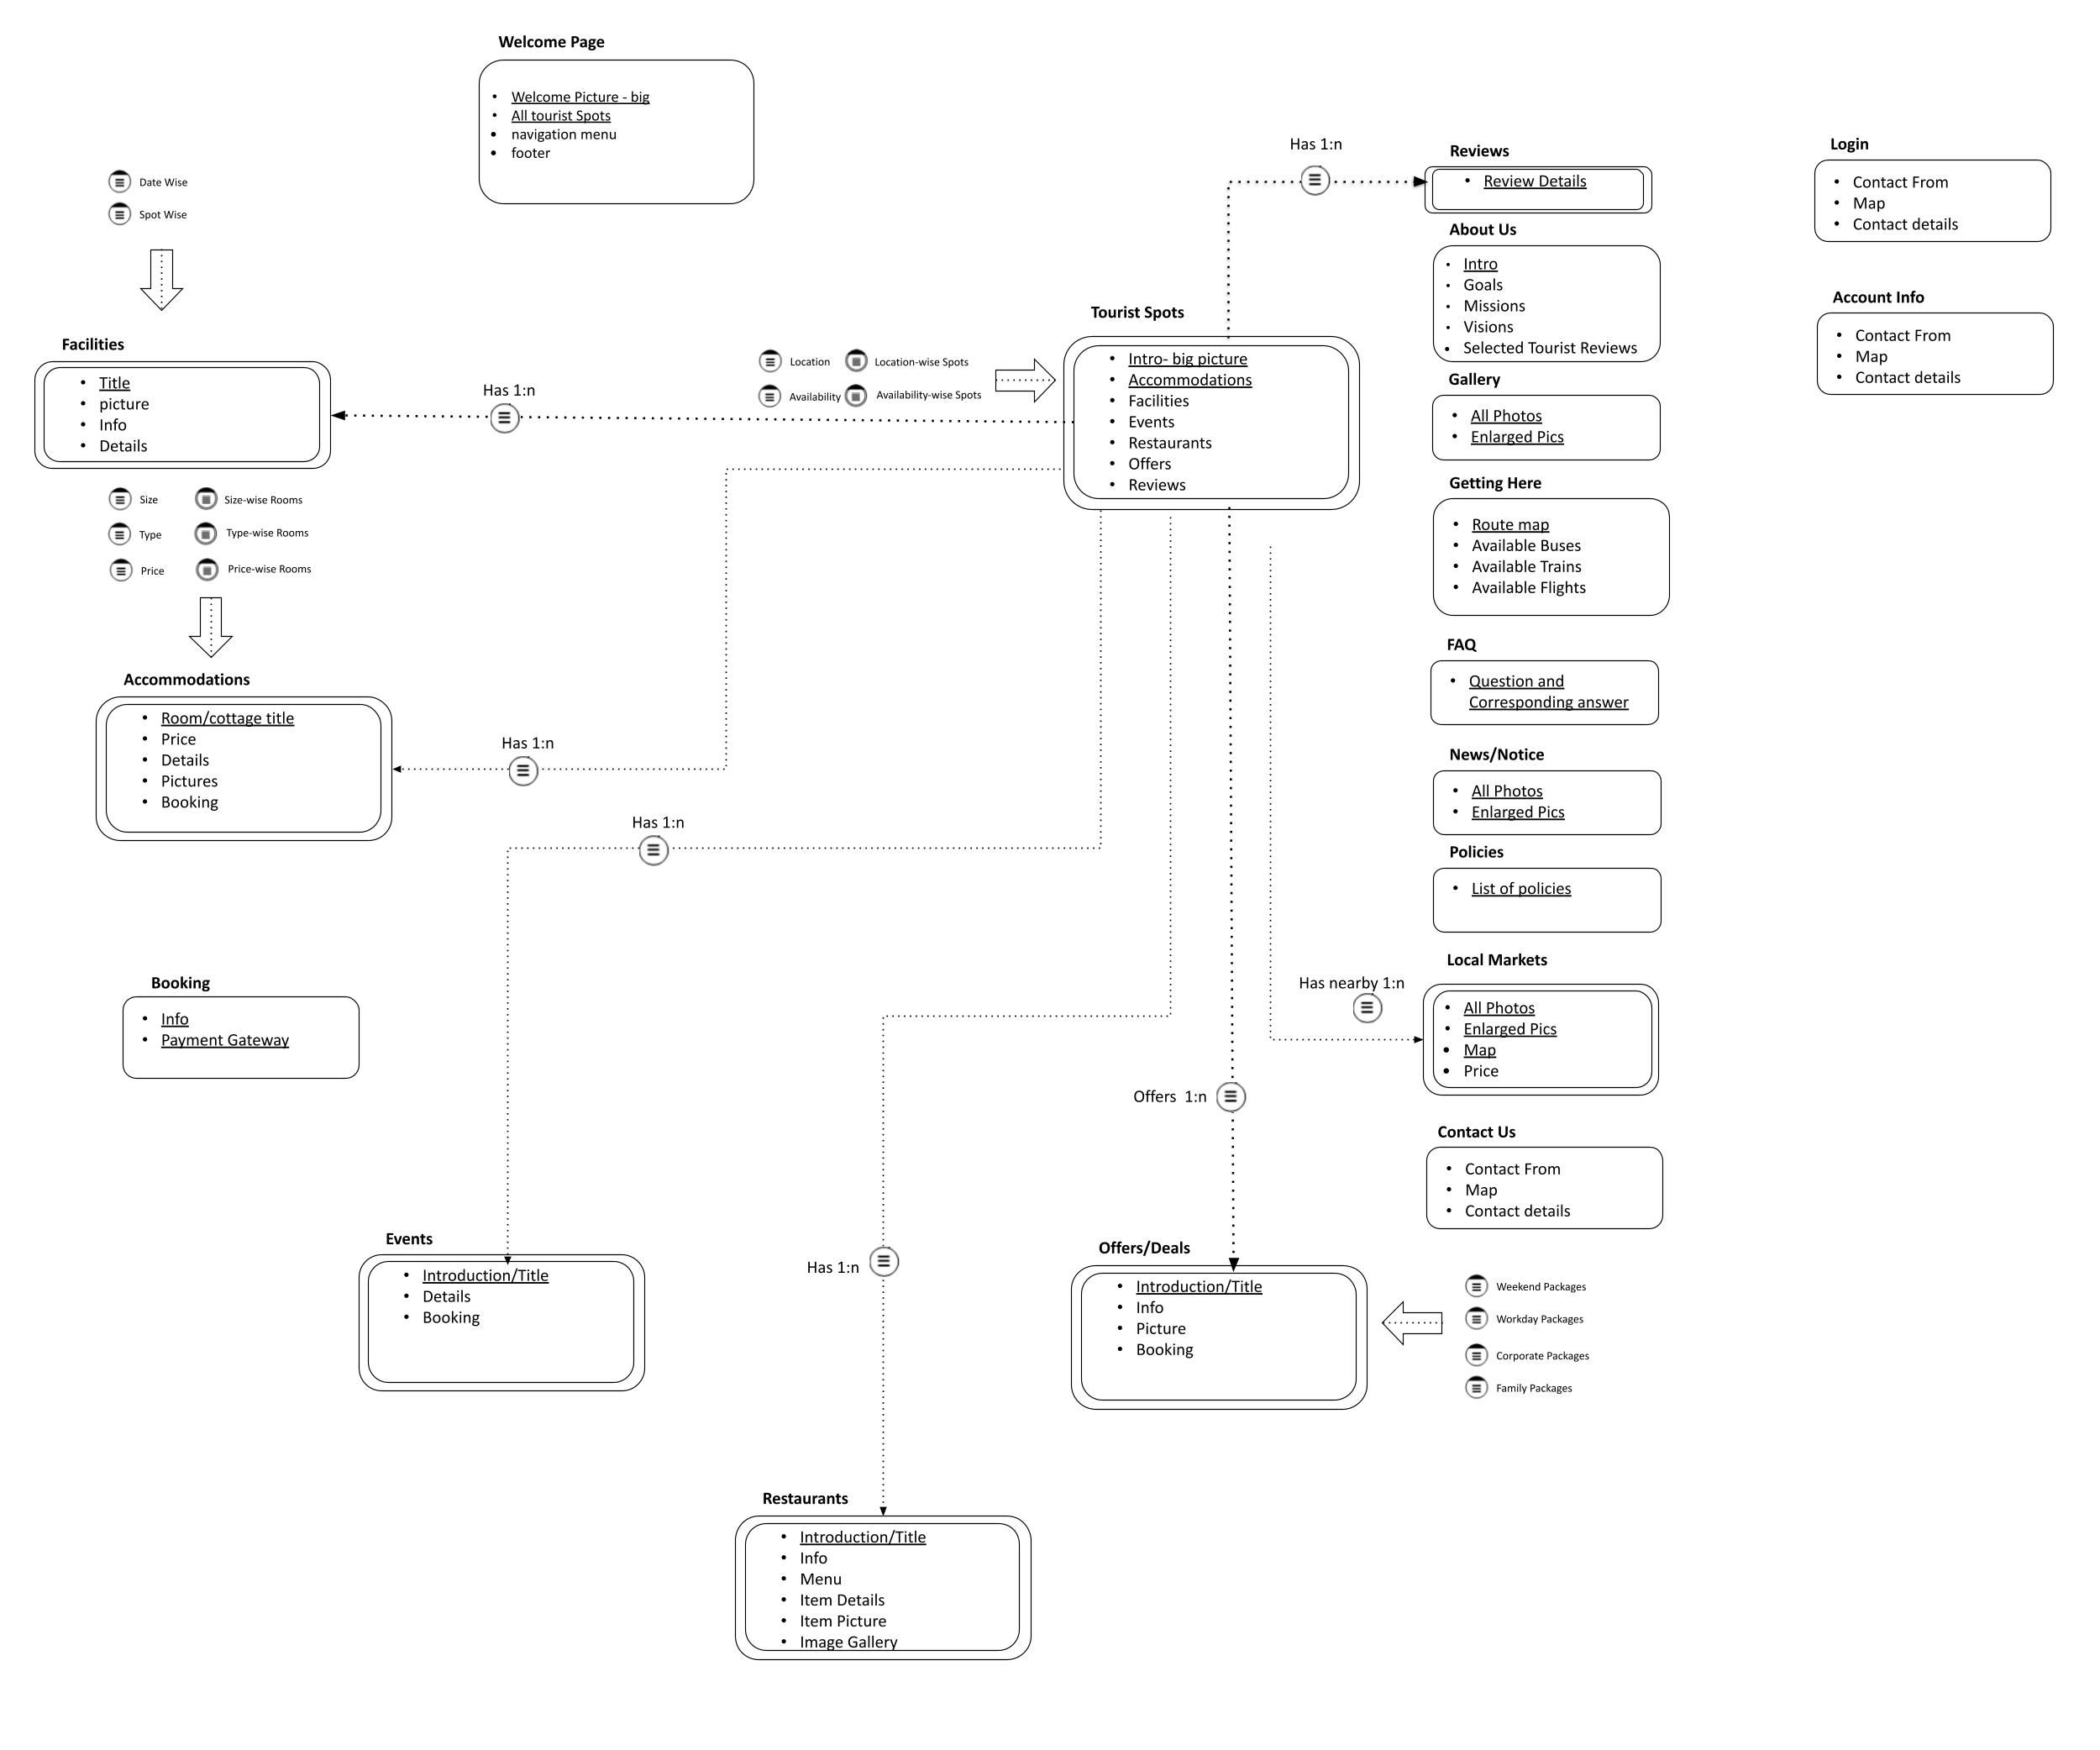 Welcome Page
• Welcome Picture - big
• All tourist Spots
• navigation menu
• footer
Date Wise
Spot Wise
Facilities
• Title
• picture
• Info
• Details
Has 1:n
Location
Location-wise Spots
Availability
Availability-wise Spots
Tourist Spots
• Intro- big picture
• Accommodations
• Facilities
• Events
• Restaurants
• Offers
• Reviews
Has 1:n
Reviews
• Review Details
About Us
• Intro
• Goals
• Missions
• Visions
• Selected Tourist Reviews
Gallery
• All Photos
• Enlarged Pics
Getting Here
• Route map
• Available Buses
• Available Trains
• Available Flights
FAQ
• Question and
Corresponding answer
News/Notice
• All Photos
• Enlarged Pics
Policies
• List of policies
Has nearby 1:n
Local Markets
• All Photos
• Enlarged Pics
• Map
• Price
Contact Us
• Contact From
• Map
• Contact details
Login
• Contact From
• Map
• Contact details
Account Info
• Contact From
• Map
• Contact details
Size
Size-wise Rooms
Type
Type-wise Rooms
Price
Price-wise Rooms
Accommodations
• Room/cottage title
• Price
• Details
• Pictures
• Booking
Has 1:n
Has 1:n
Booking
• Info
• Payment Gateway
Events
• Introduction/Title
• Details
• Booking
Has 1:n
Restaurants
• Introduction/Title
• Info
• Menu
• Item Details
• Item Picture
• Image Gallery
Offers 1:n
Offers/Deals
• Introduction/Title
• Info
• Picture
• Booking
Weekend Packages
Workday Packages
Corporate Packages
Family Packages